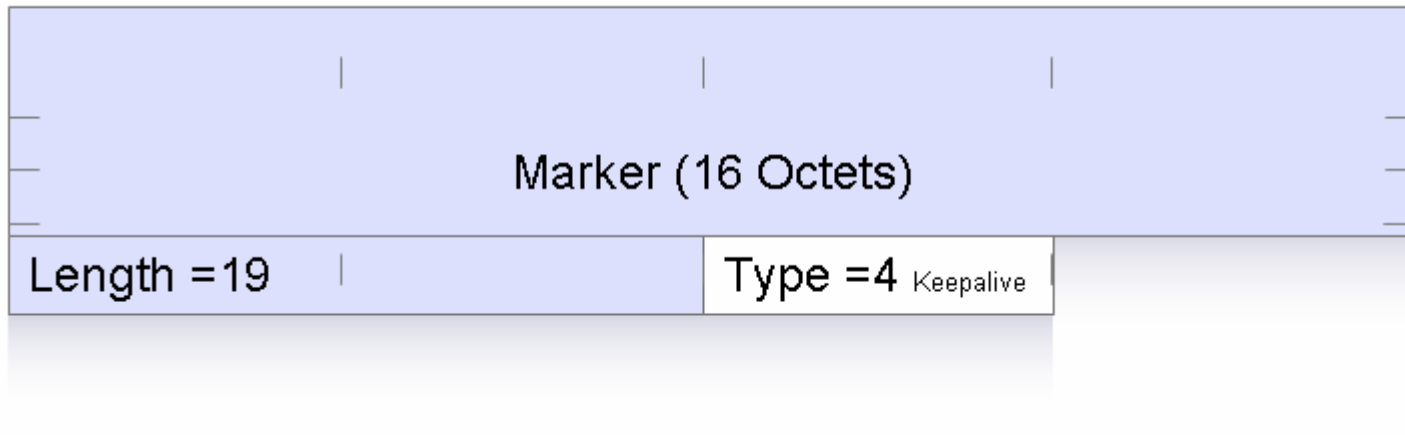 Marker (16 Octets)
Length =19
Type =4 Keepalive